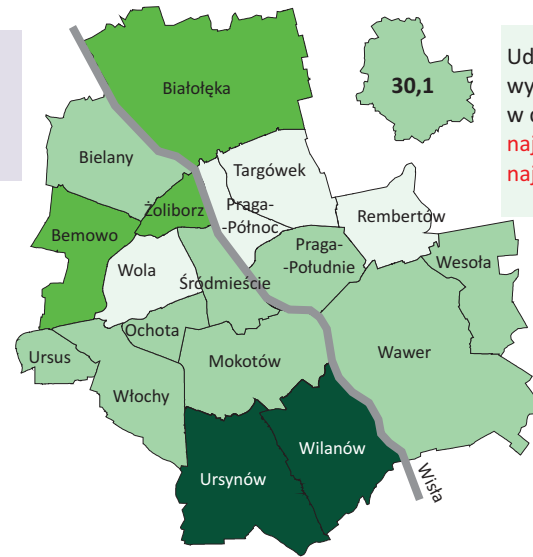 Białołęka
30,1
Ud
wy
w 
naj
naj
Bielany
Targówek
Żoliborz
Praga-
-Północ
Rembertów
Bemowo
Praga-
-Południe
Wesoła
Wola
Śródmieście
Ochota
Ursus
Mokotów
Wawer
Włochy
Wilanów
Ursynów
Wisła